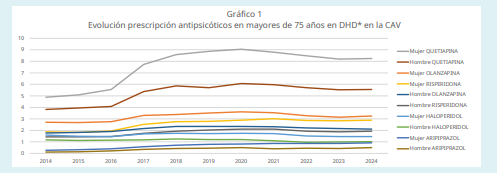 Gráfico 1
Evolución prescripción antipsicóticos en mayores de 75 años en DHD* en la CAV
10
9
8
7
6
5
4
3
2
1
0
2014 2015 2016 2017 2018 2019 2020 2021 2022 2023 2024
Mujer QUETIAPINA
Hombre QUETIAPINA
Mujer OLANZAPINA
Mujer RISPERIDONA
Hombre OLANZAPINA
Hombre RISPERIDONA
Mujer HALOPERIDOL
Hombre HALOPERIDOL
Mujer ARIPIPRAZOL
Hombre ARIPIPRAZOL